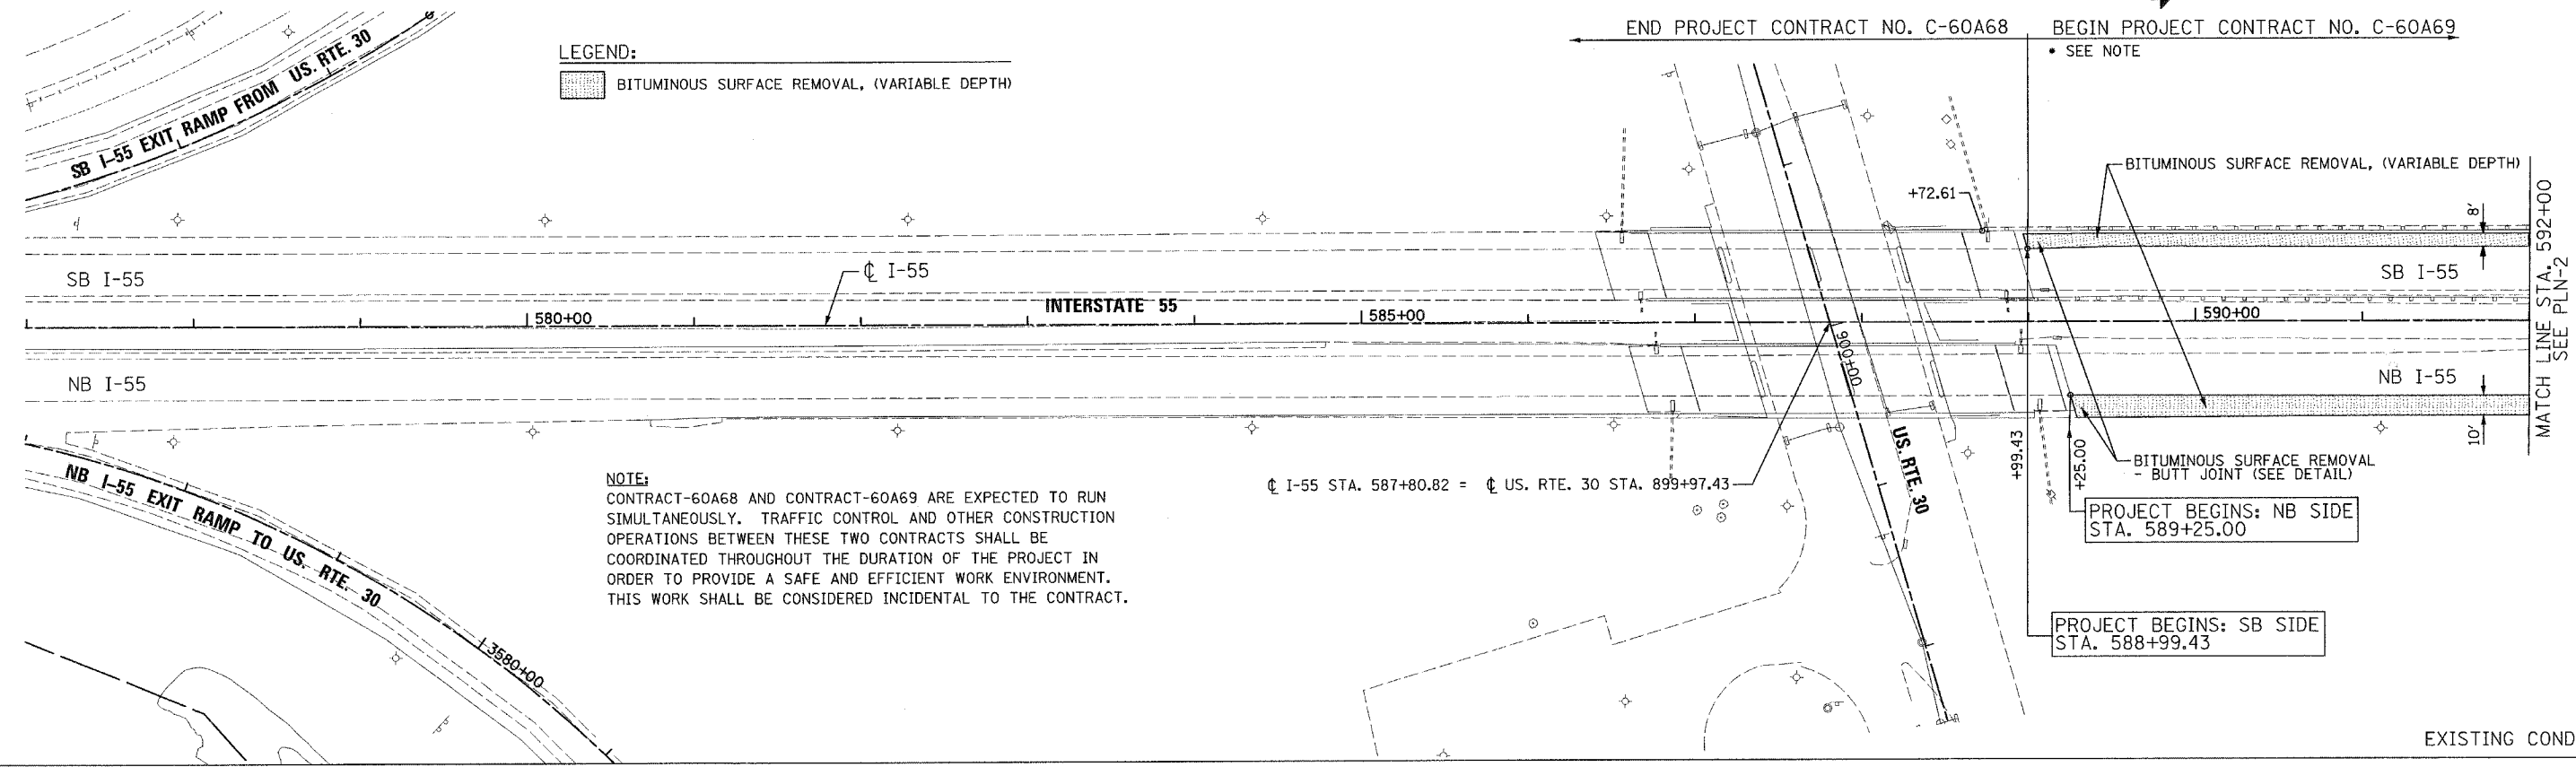 END PROJECT CONTRACT NO. C-60A68
BEGIN PROJECT CONTRACT NO. C-60A69
* SEE NOTE
LEGEND:
BITUMINOUS SURFACE REMOVAL, (VARIABLE DEPTH)
SB I-55 EXIT RAMP FROM US. RTE. 30
BITUMINOUS SURFACE REMOVAL, (VARIABLE DEPTH)
+72.61
8'
MATCH LINE STA. 592+00
SEE PLN-2
SB I-55
℄ I-55
SB I-55
INTERSTATE 55
580+00
585+00
590+00
900+00
NB I-55
NB I-55
US. RTE. 30
10'
+99.43
+25.00
BITUMINOUS SURFACE REMOVAL
- BUTT JOINT (SEE DETAIL)
NB I-55 EXIT RAMP TO US. RTE. 30
3580+00
NOTE:
CONTRACT-60A68 AND CONTRACT-60A69 ARE EXPECTED TO RUN
SIMULTANEOUSLY. TRAFFIC CONTROL AND OTHER CONSTRUCTION
OPERATIONS BETWEEN THESE TWO CONTRACTS SHALL BE
COORDINATED THROUGHOUT THE DURATION OF THE PROJECT IN
ORDER TO PROVIDE A SAFE AND EFFICIENT WORK ENVIRONMENT.
THIS WORK SHALL BE CONSIDERED INCIDENTAL TO THE CONTRACT.
℄ I-55 STA. 587+80.82 = ℄ US. RTE. 30 STA. 899+97.43
PROJECT BEGINS: NB SIDE
STA. 589+25.00
PROJECT BEGINS: SB SIDE
STA. 588+99.43
EXISTING COND